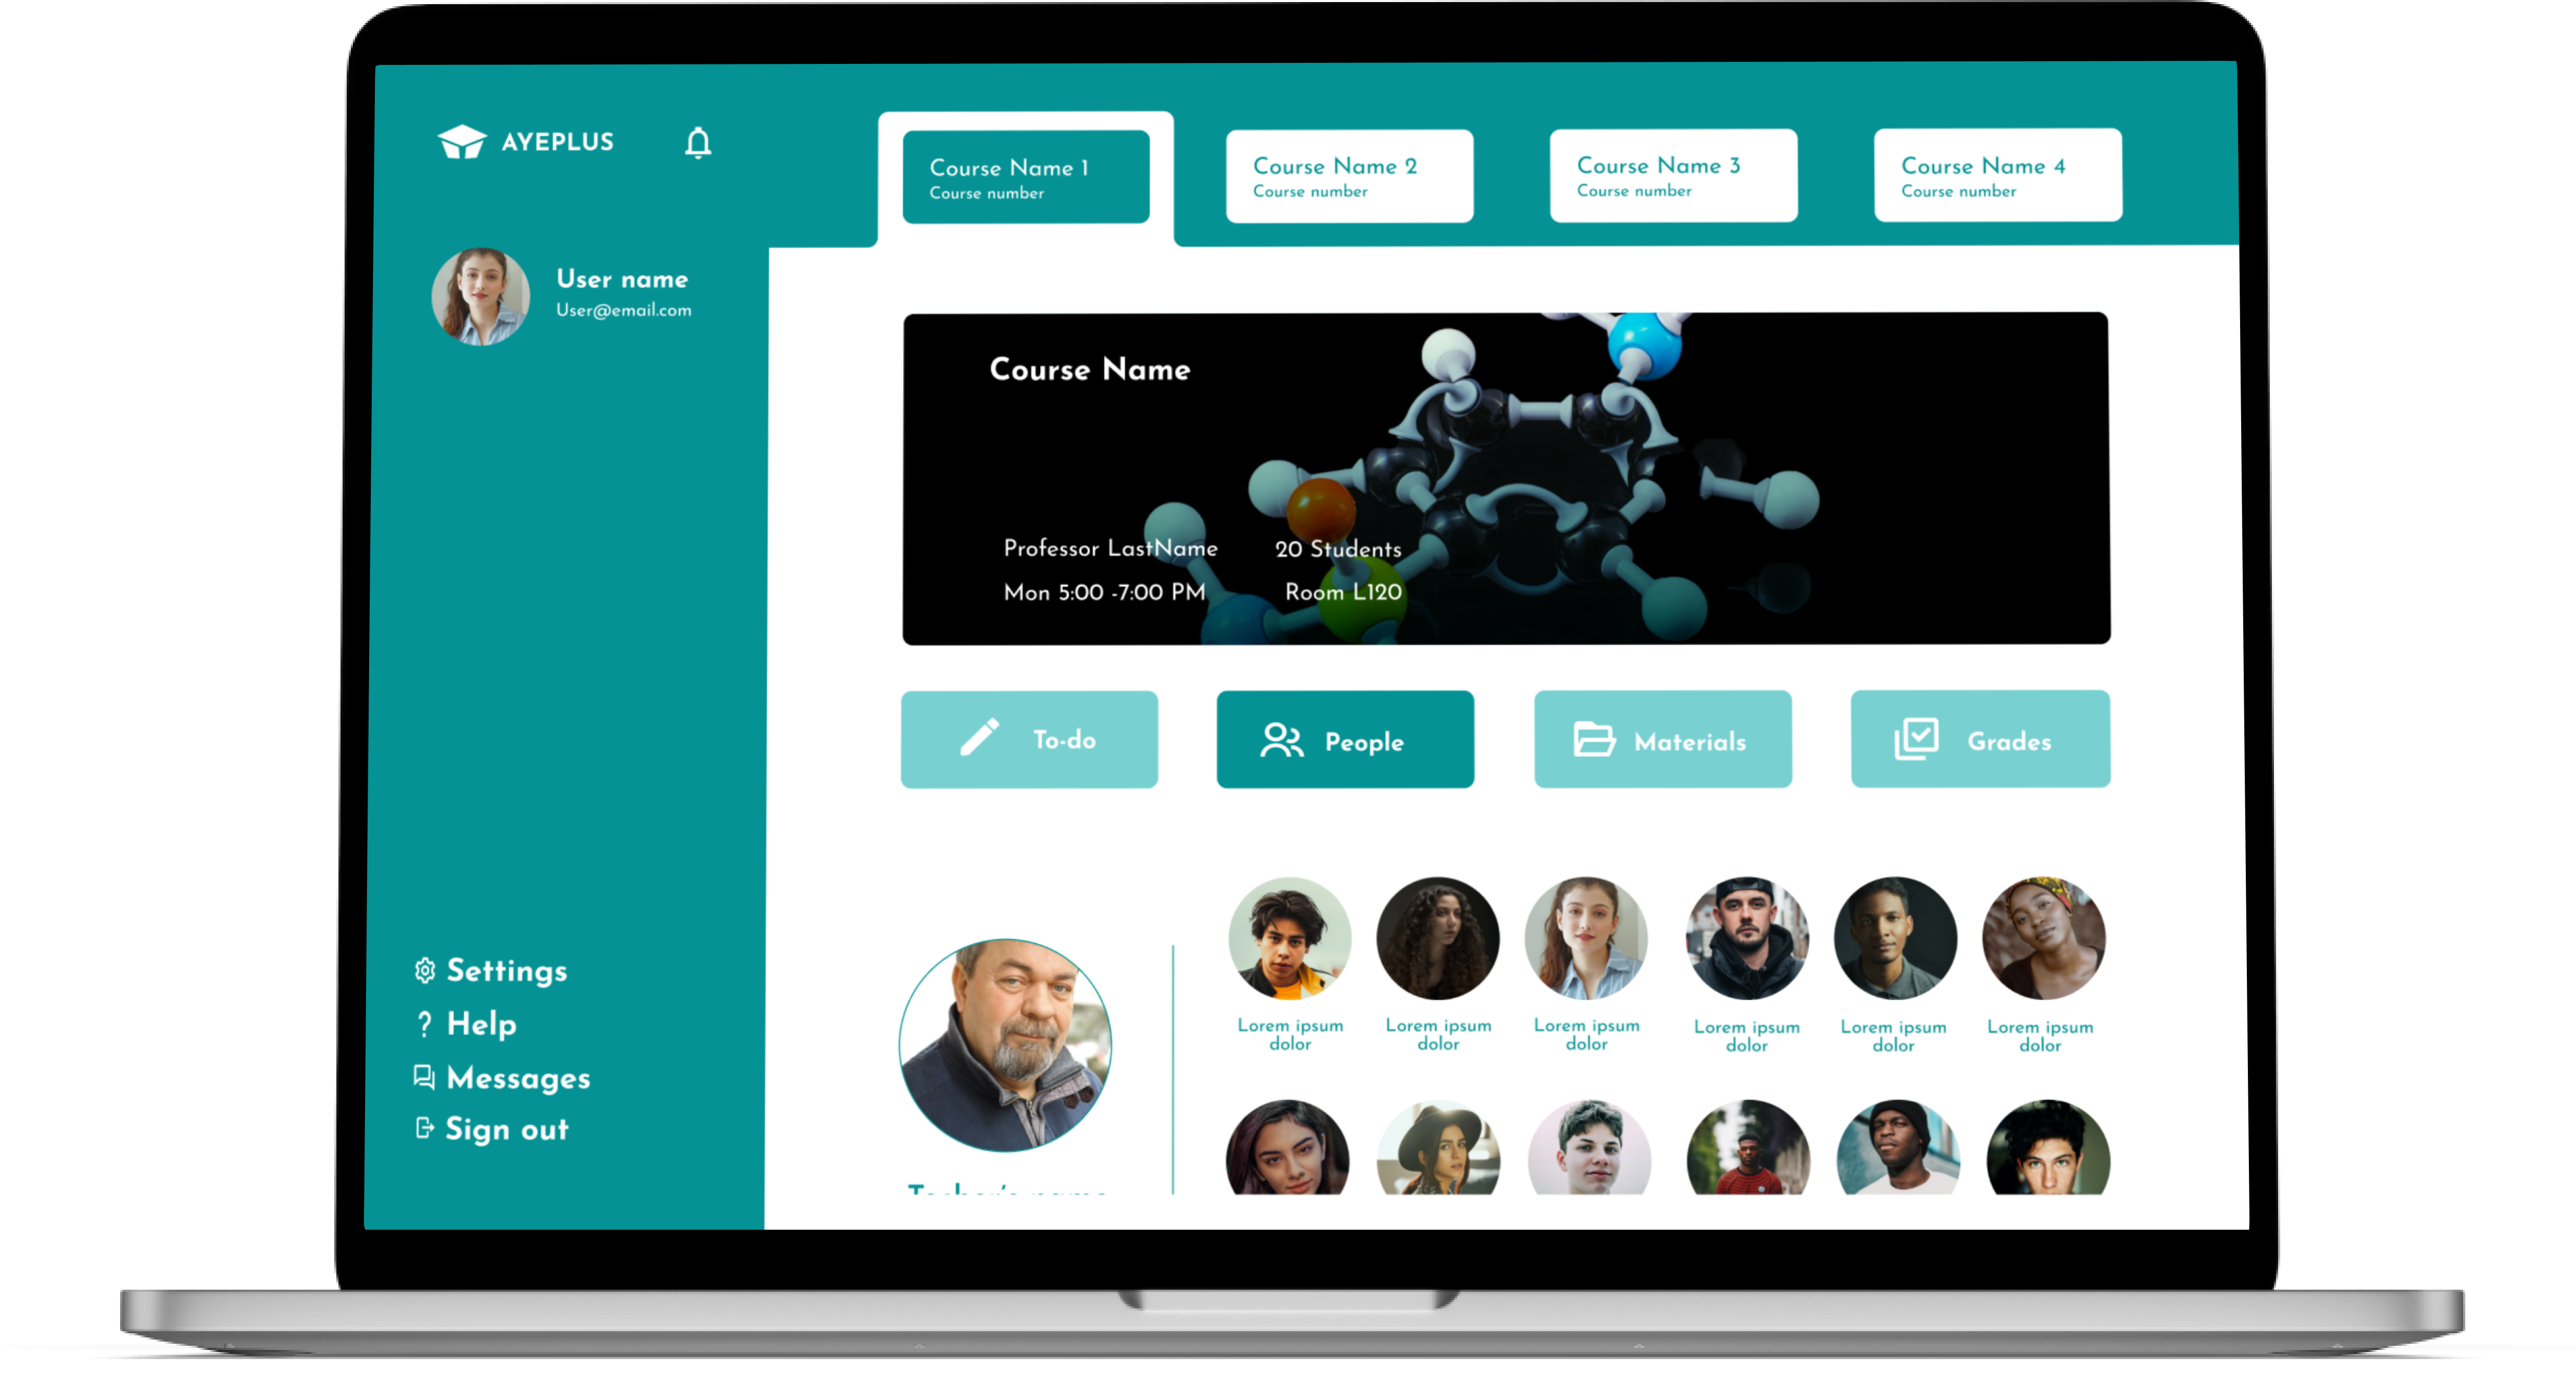 AYEPLUS
Course Name 1
Course number
Course Name 2
Course number
Course Name 3
Course number
Course Name 4
Course number
User name
User@email.com
Course Name
Professor LastName
20 Students
Mon 5:00 -7:00 PM
Room L120
To-do
People
Materials
Grades
Settings
Help
Messages
Sign out
Lorem ipsum
dolor
Lorem ipsum
dolor
Lorem ipsum
dolor
Lorem ipsum
dolor
Lorem ipsum
dolor
Lorem ipsum
dolor